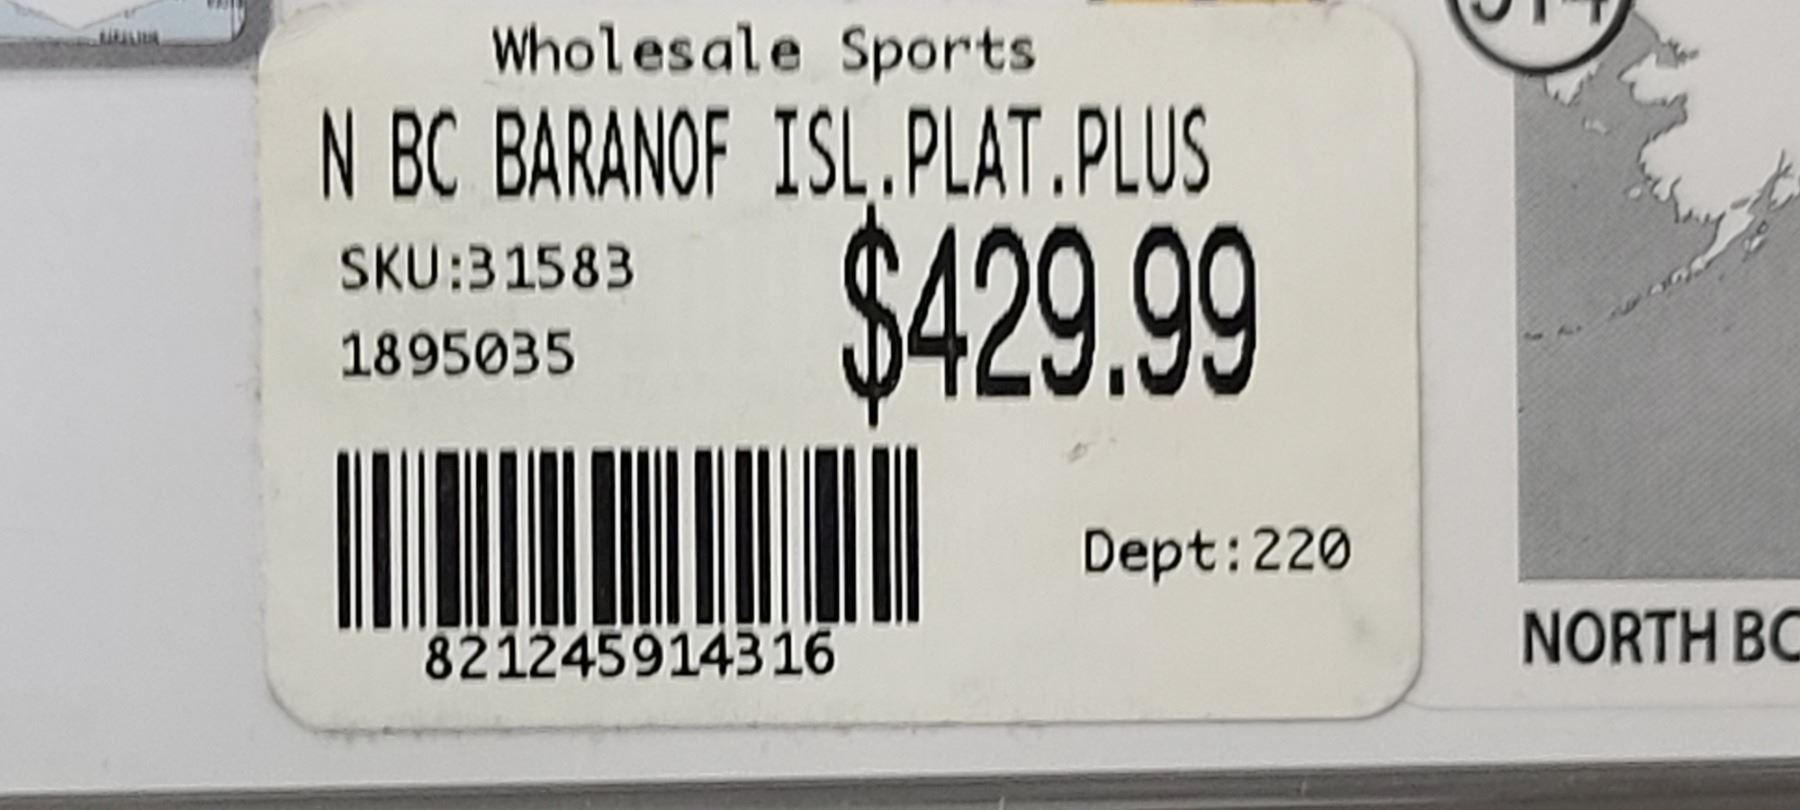 Wholesale Sports
N BC BARANOF ISL.PLAT.PLUS
SKU:31583
$429.99
1895035
821245914316
Dept:220
NORTH BC